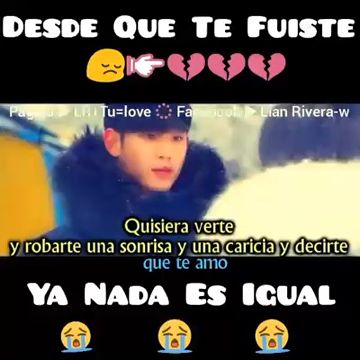 Desde Que Te Fuiste
Lian Rivera-w
Quisiera verte
y robarte una sonrisa y una caricia y decirte
que te amo
Ya Nada Es Igual